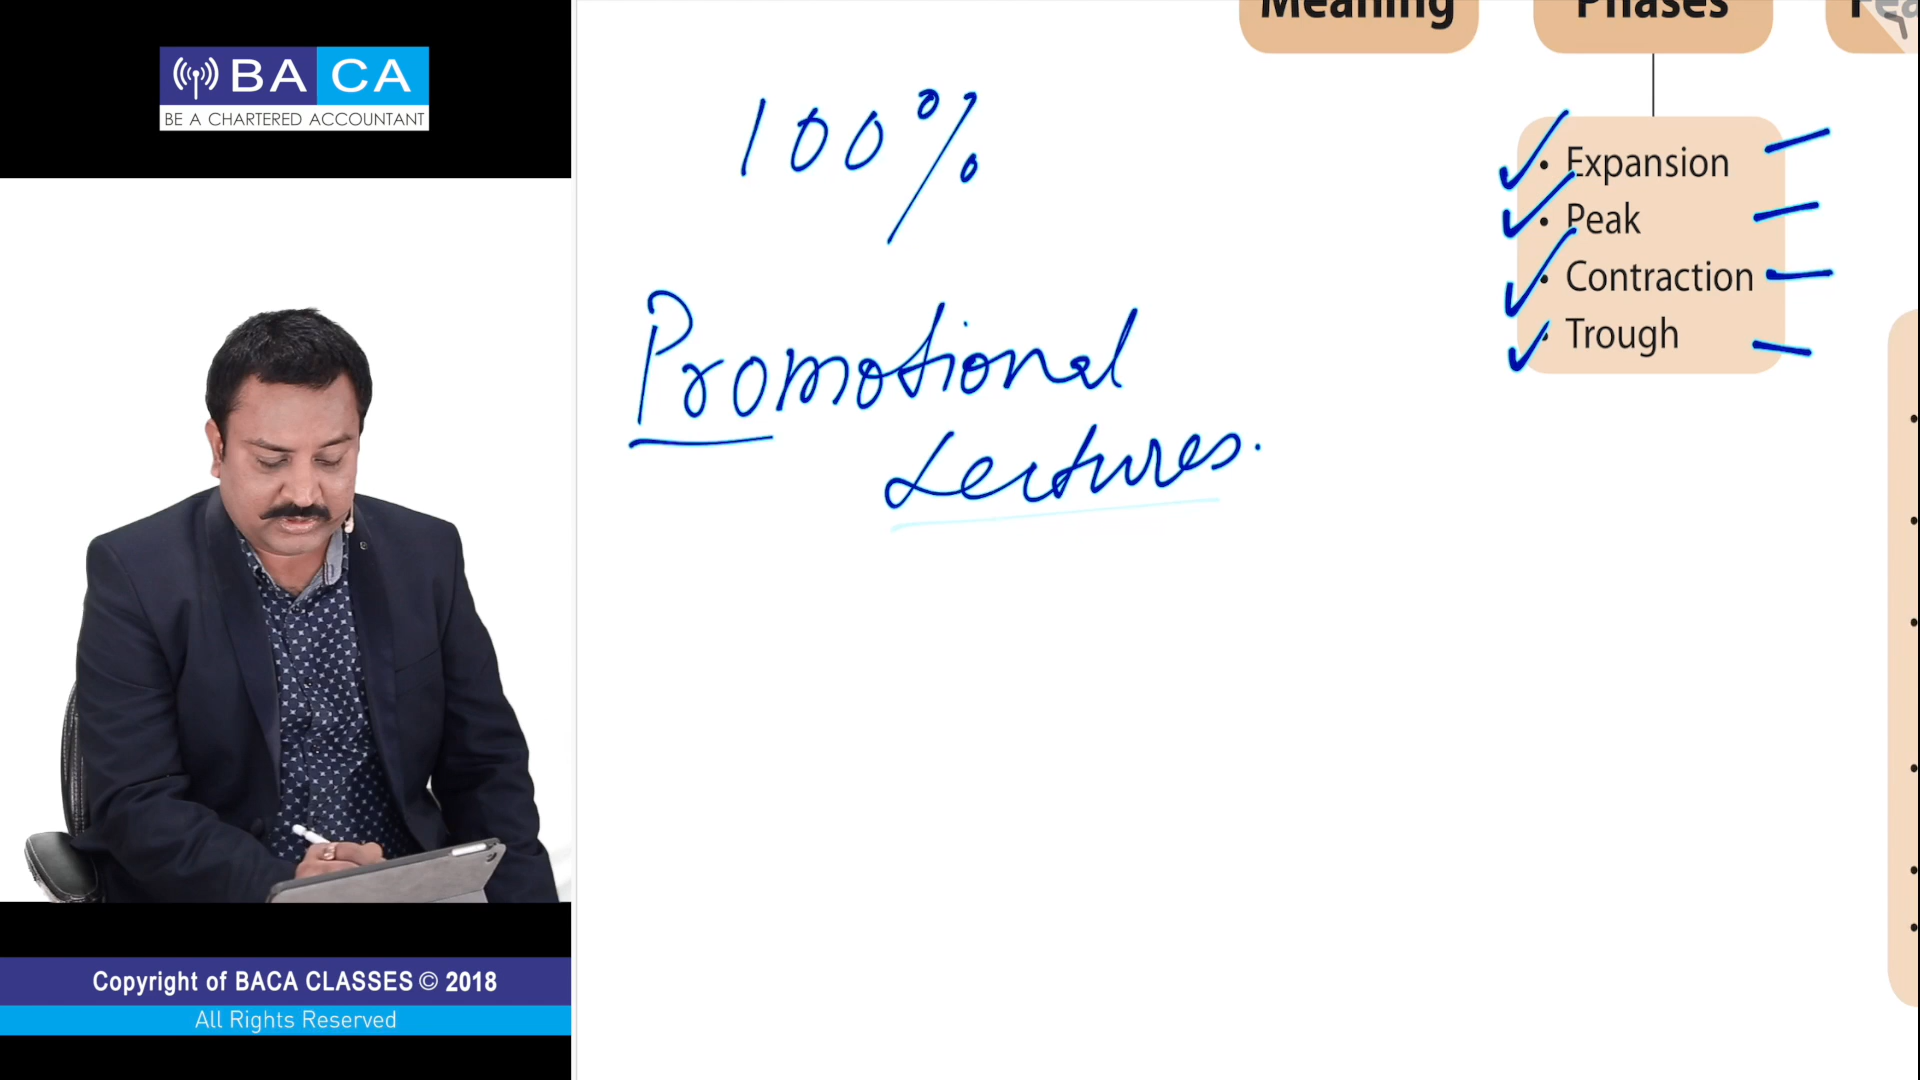 BA CA
BE A CHARTERED ACCOUNTANT
Copyright of BACA CLASSES © 2018
All Rights Reserved
100%
Promotional
Lectures.
Meaning
Phases
• Expansion
• Peak
• Contraction
• Trough